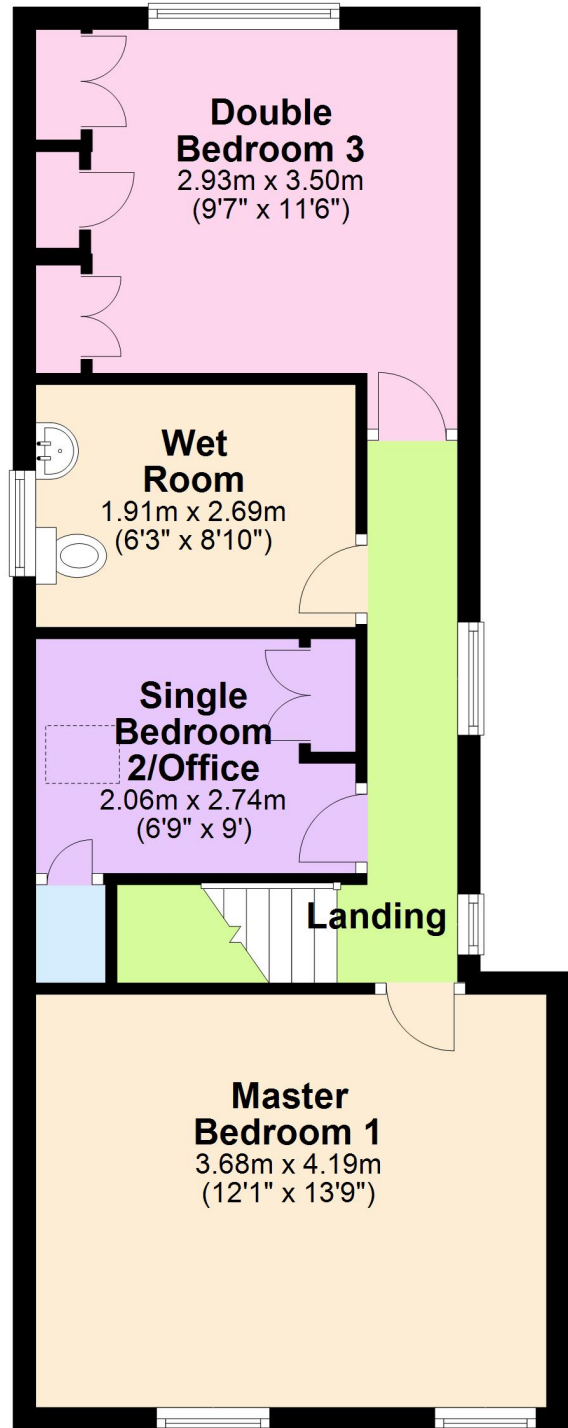 Double
Bedroom 3
2.93m x 3.50m
(9'7" x 11'6")
Wet
Room
1.91m x 2.69m
(6'3" x 8'10")
Single
Bedroom
2/Office
2.06m x 2.74m
(6'9" x 9')
Landing
Master
Bedroom 1
3.68m x 4.19m
(12'1" x 13'9")